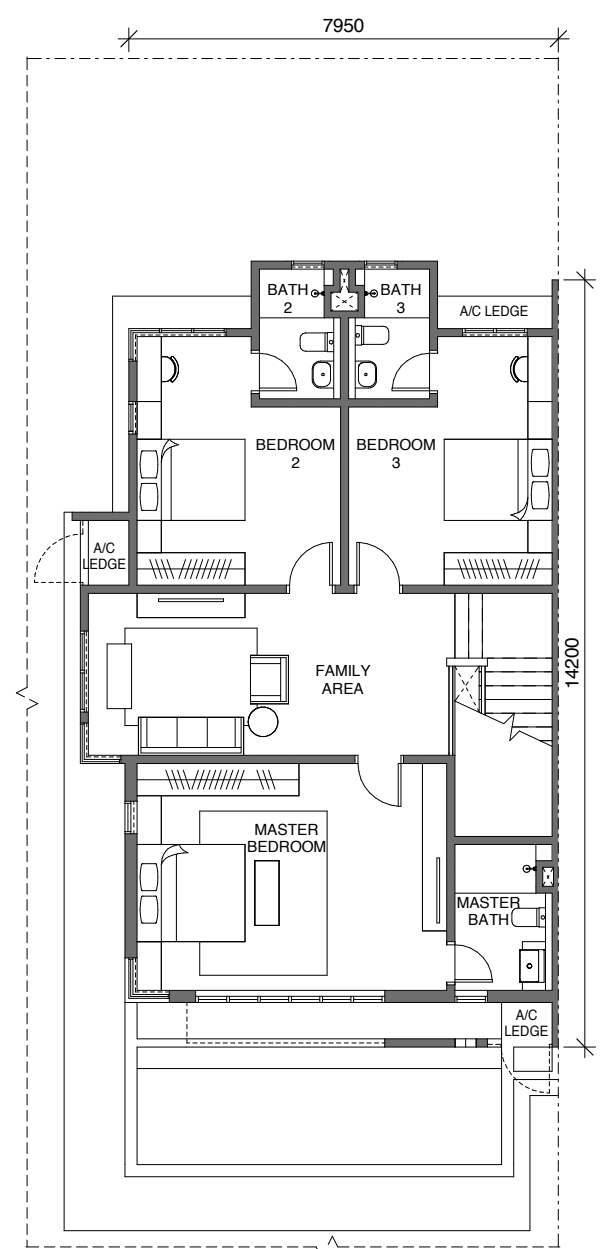 7950
BATH
2
BATH
3
A/C LEDGE
BEDROOM
2
BEDROOM
3
A/C
LEDGE
FAMILY
AREA
14200
MASTER
BEDROOM
MASTER
BATH
A/C
LEDGE